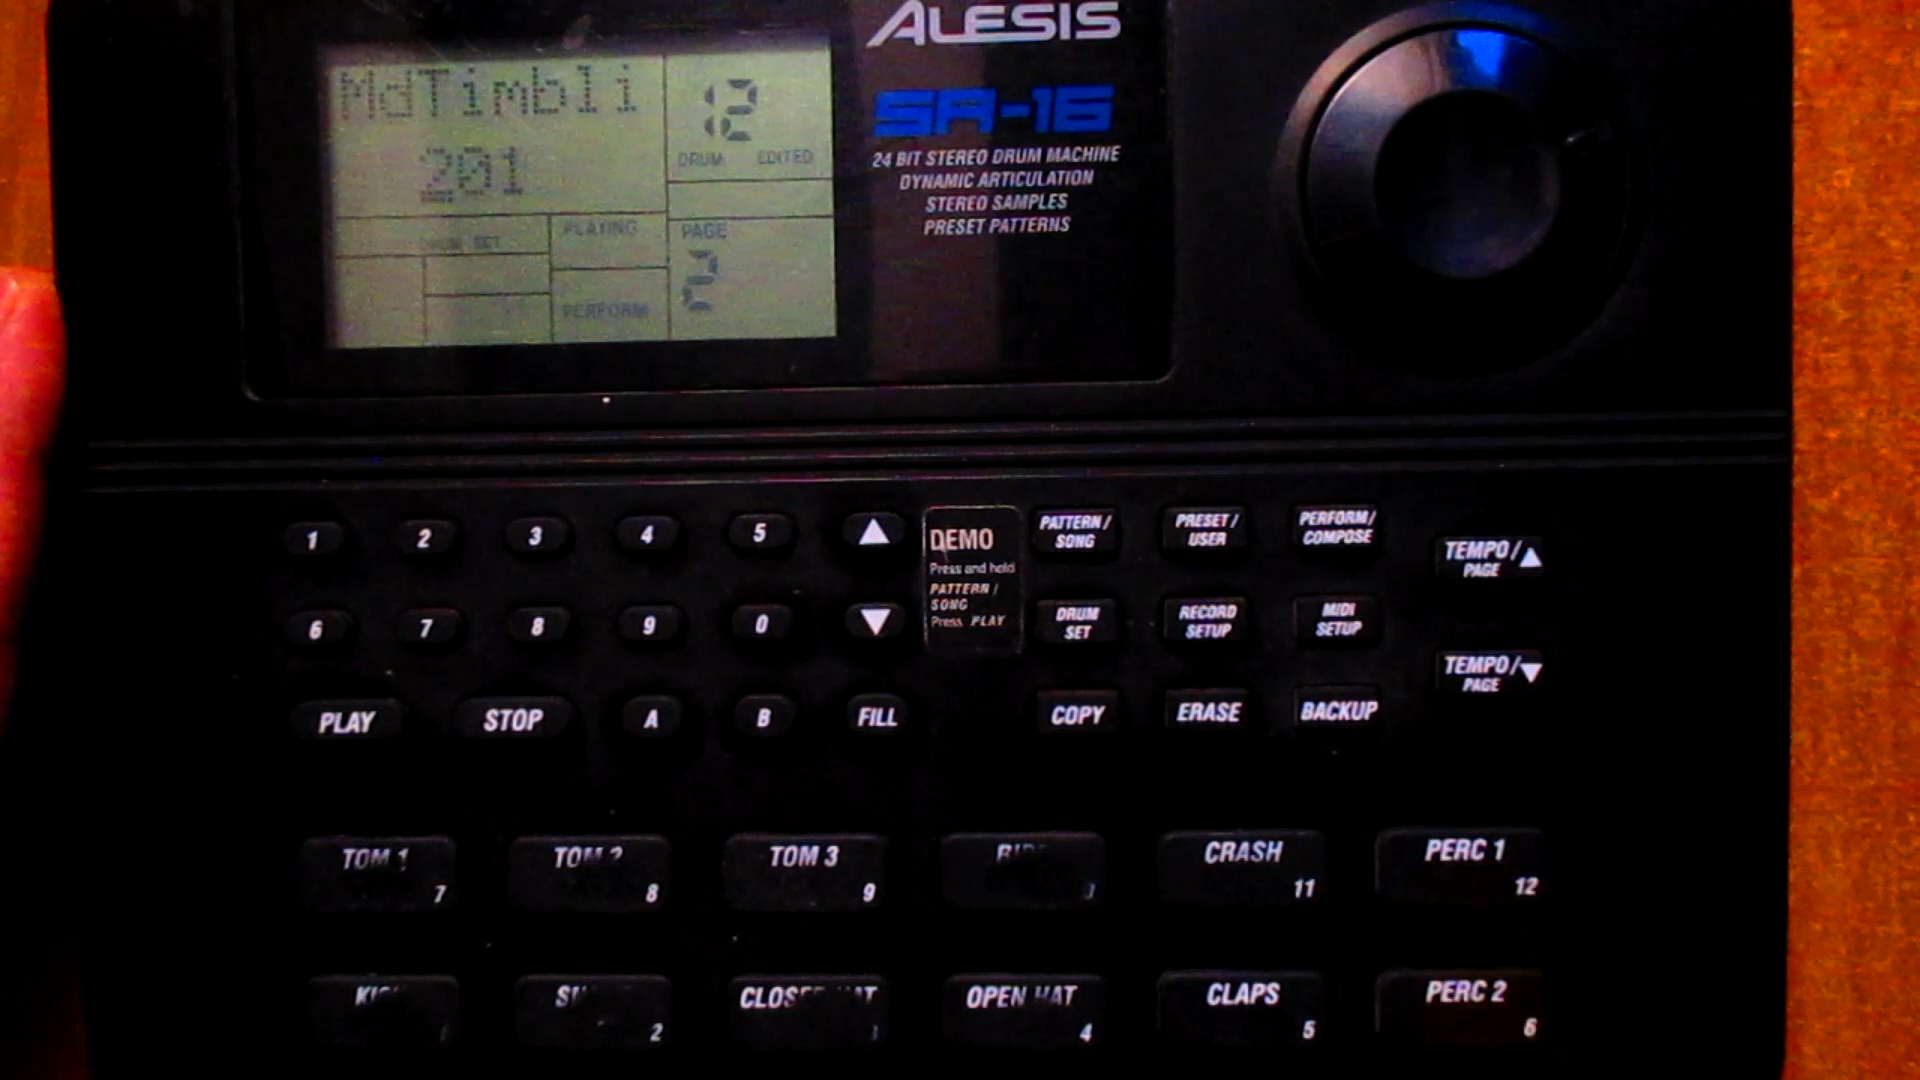 ALESIS
SR-16
24 BIT STEREO DRUM MACHINE
DYNAMIC ARTICULATION
STEREO SAMPLES
PRESET PATTERNS
12
DRUM EDITED
DRUM SET
PLAYING
PERFORM
PAGE
2
1 2 3 4 5 ▲
6 7 8 9 0 ▼
PLAY STOP A B FILL
DEMO
Press and hold
PATTERN /
SONG
Press PLAY
PATTERN /
SONG
PRESET /
USER
PERFORM /
COMPOSE
TEMPO / ▲
PAGE
DRUM
SET
RECORD
SETUP
MIDI
SETUP
TEMPO / ▼
PAGE
COPY ERASE BACKUP
TOM 1 TOM 2 TOM 3 CRASH PERC 1
7 8 9 11 12
OPEN HAT CLAPS PERC 2
2 4 5 6